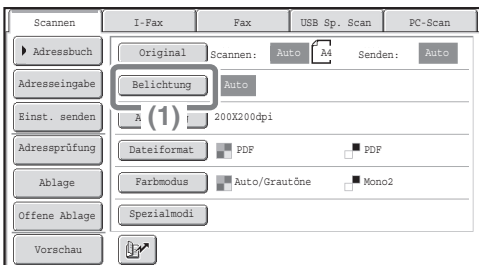 Scannen I-Fax Fax USB Sp. Scan PC-Scan
Adressbuch Original Scannen: Auto A4 Senden: Auto
Adresseingabe Belichtung Auto
Einst. senden (1) 200X200dpi
Adressprüfung Dateiformat PDF PDF
Ablage Farbmodus Auto/Grautöne Mono2
Offene Ablage Spezialmodi
Vorschau